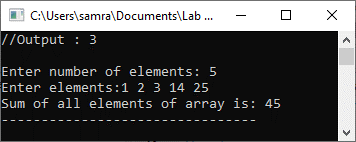 C:\Users\samra\Documents\Lab
//Output : 3
Enter number of elements: 5
Enter elements:1 2 3 14 25
Sum of all elements of array is: 45
--------------------------------